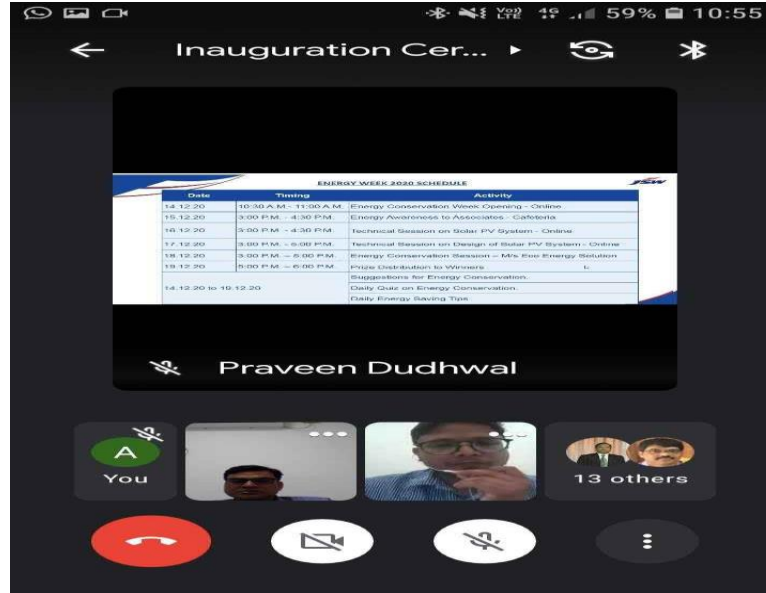 Vo)) LTE 4G 59% 10:55
Inauguration Cer...
ENERGY WEEK 2020 SCHEDULE
JSW
Date Timing Activity
14.12.20 10:30 A.M - 11:00 A.M Energy Conservation Week Opening - Online
15.12.20 3:00 P.M. - 4:30 P.M. Energy Awareness to Associates - Cafeteria
16.12.20 3:00 P.M. - 4:30 P.M. Technical Session on Solar PV System - Online
17.12.20 3:00 P.M. - 5:00 P.M. Technical Session on Design of Solar PV System - Online
18.12.20 3:00 P.M. – 5:00 P.M. Energy Conservation Session – M/s Eco Energy Solution
19.12.20 5:00 P.M. – 6:00 P.M. Prize Distribution to Winners
14.12.20 to 19.12.20 Suggestions for Energy Conservation.
Daily Quiz on Energy Conservation.
Daily Energy Saving Tips
Praveen Dudhwal
A
You
13 others